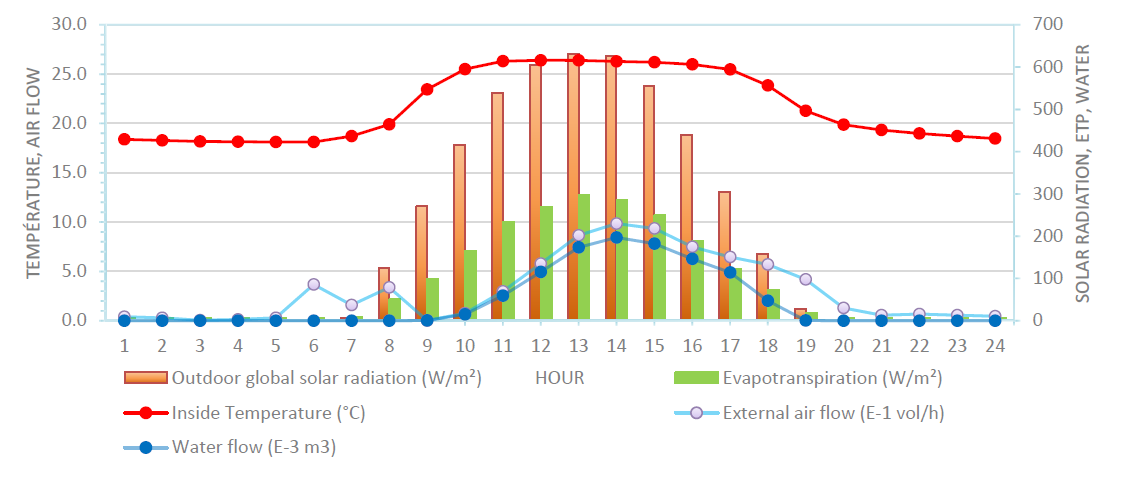 30.0
25.0
20.0
15.0
10.0
5.0
0.0
TEMPÉRATURE, AIR FLOW
700
600
500
400
300
200
100
0
SOLAR RADIATION, ETP, WATER
1 2 3 4 5 6 7 8 9 10 11 12 13 14 15 16 17 18 19 20 21 22 23 24
HOUR
Outdoor global solar radiation (W/m²)
Evapotranspiration (W/m²)
Inside Temperature (°C)
External air flow (E-1 vol/h)
Water flow (E-3 m3)